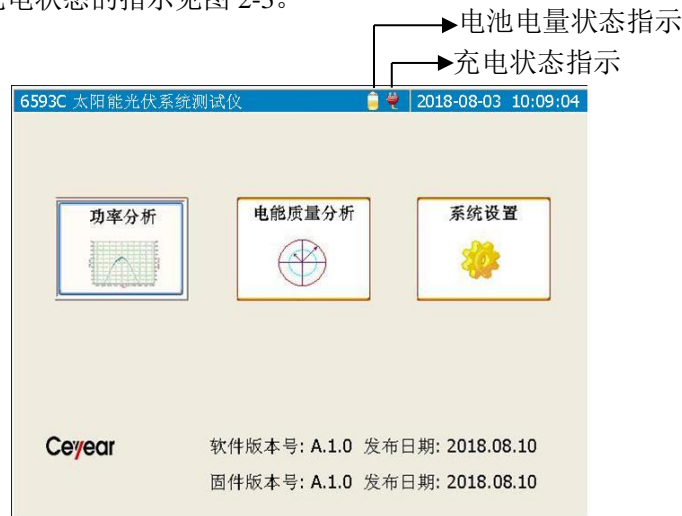 电状态的指示见图 2-3。
电池电量状态指示
充电状态指示
6593C 太阳能光伏系统测试仪 2018-08-03 10:09:04
功率分析 电能质量分析 系统设置
Ceyear 软件版本号: A.1.0 发布日期: 2018.08.10
固件版本号: A.1.0 发布日期: 2018.08.10